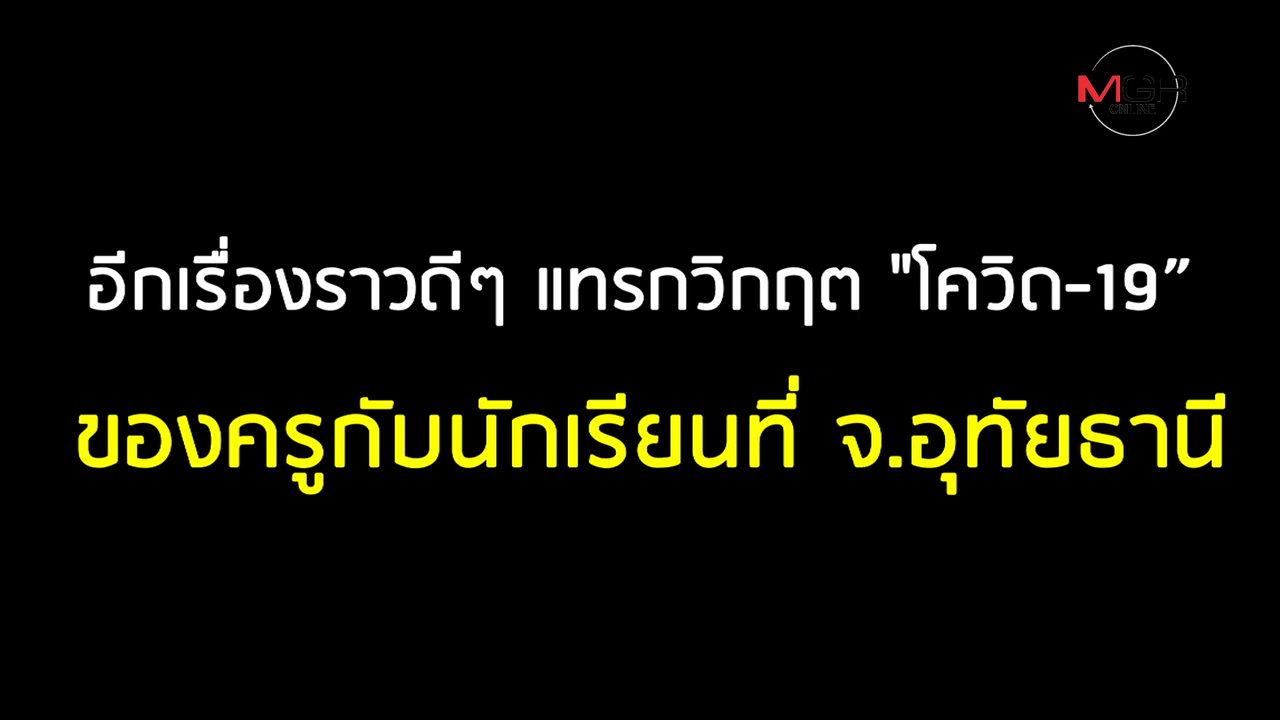 MGR
ONLINE
อีกเรื่องราวดีๆ แทรกวิกฤต "โควิด-19”
ของครูกับนักเรียนที่ จ.อุทัยธานี